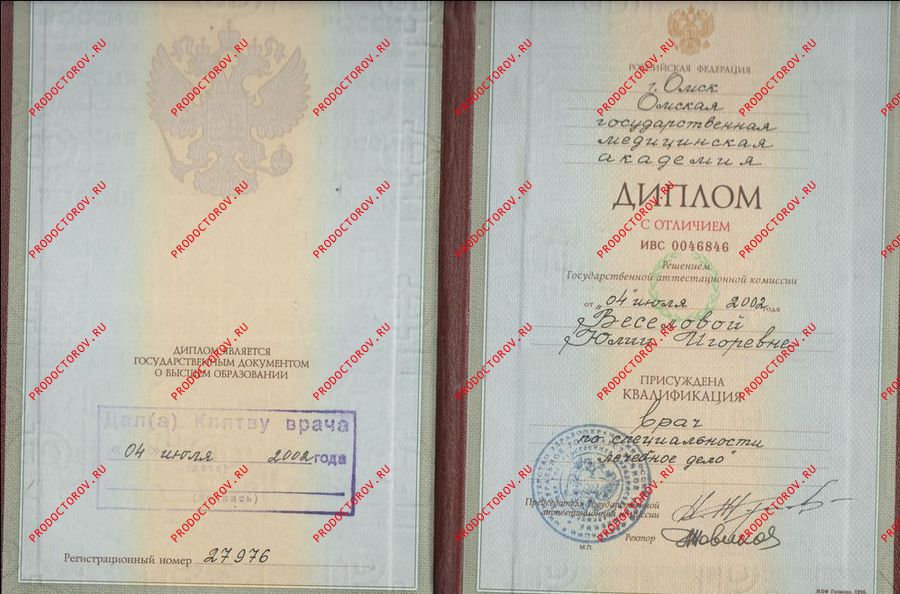 ДИПЛОМ ЯВЛЯЕТСЯ
ГОСУДАРСТВЕННЫМ ДОКУМЕНТОМ
О ВЫСШЕМ ОБРАЗОВАНИИ
Дал(а) Клятву врача
04 июля 2002 года
(дата)
(подпись)
Регистрационный номер 27976
РОССИЙСКАЯ ФЕДЕРАЦИЯ
г. Омск
Омская
государственная
медицинская
академия
ДИПЛОМ
С ОТЛИЧИЕМ
ИВС 0046846
Решением
Государственной аттестационной комиссии
от "04" июля 2002 года
Веселовой
Юлии Игоревне
ПРИСУЖДЕНА
КВАЛИФИКАЦИЯ
врач
по специальности
"лечебное дело"
Председатель Государственной
аттестационной комиссии
Ректор
М.П.
PRODOCTOROV.RU